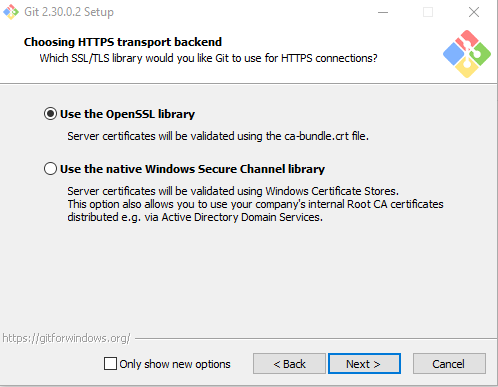 Git 2.30.0.2 Setup
Choosing HTTPS transport backend
Which SSL/TLS library would you like Git to use for HTTPS connections?
Use the OpenSSL library
Server certificates will be validated using the ca-bundle.crt file.
Use the native Windows Secure Channel library
Server certificates will be validated using Windows Certificate Stores.
This option also allows you to use your company's internal Root CA certificates
distributed e.g. via Active Directory Domain Services.
https://gitforwindows.org/
Only show new options
< Back
Next >
Cancel